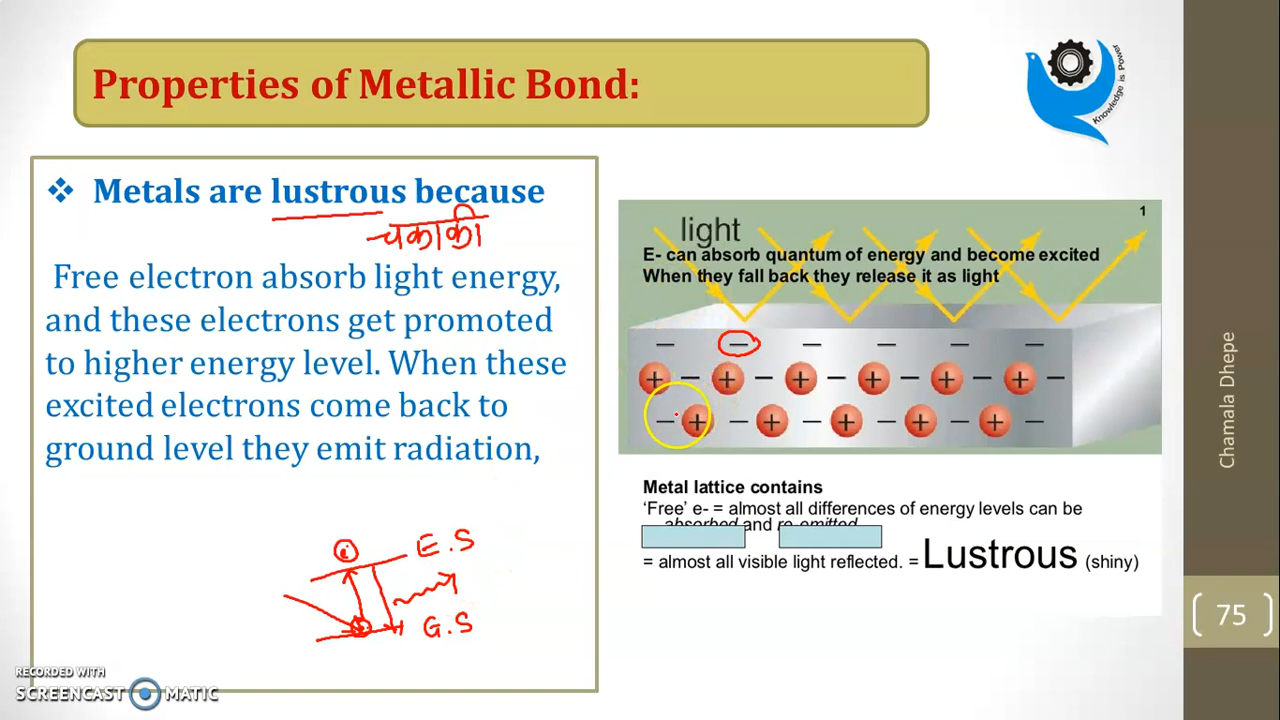 Properties of Metallic Bond:
Knowledge is Power
❖ Metals are lustrous because
चकाकी
Free electron absorb light energy,
and these electrons get promoted
to higher energy level. When these
excited electrons come back to
ground level they emit radiation,
E.S
G.S
1
light
E- can absorb quantum of energy and become excited
When they fall back they release it as light
Metal lattice contains
‘Free’ e- = almost all differences of energy levels can be
absorbed and re-emitted
= almost all visible light reflected. = Lustrous (shiny)
Chamala Dhepe
75
RECORDED WITH
SCREENCAST MATIC